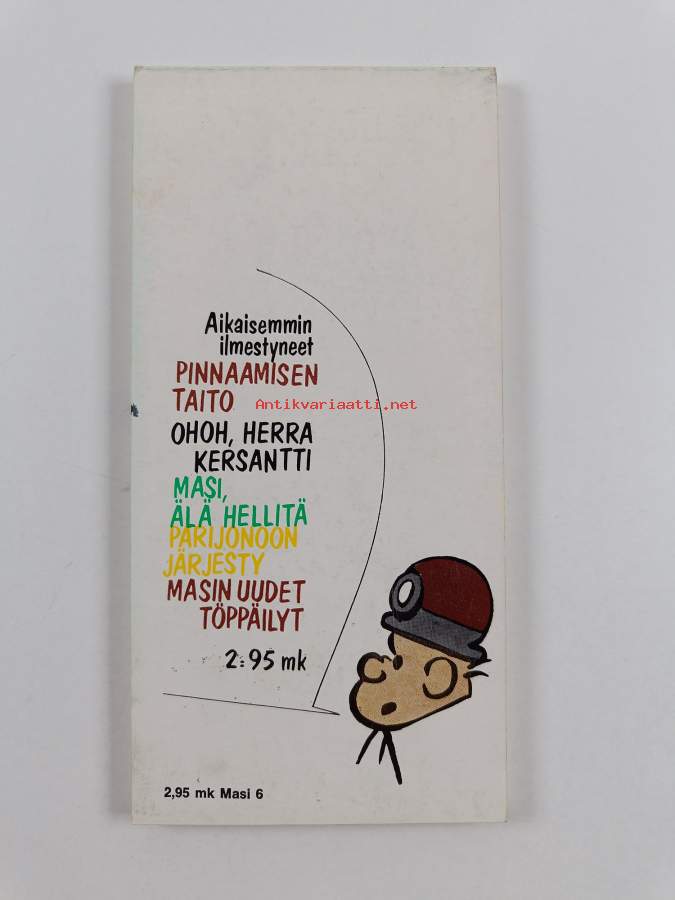 Aikaisemmin
ilmestyneet
PINNAAMISEN
TAITO
Antikvariaatti.net
OHOH, HERRA
KERSANTTI
MASI,
ÄLÄ HELLITÄ
PARIJONOON
JÄRJESTY
MASIN UUDET
TÖPPÄILYT
2:95 mk
2,95 mk Masi 6